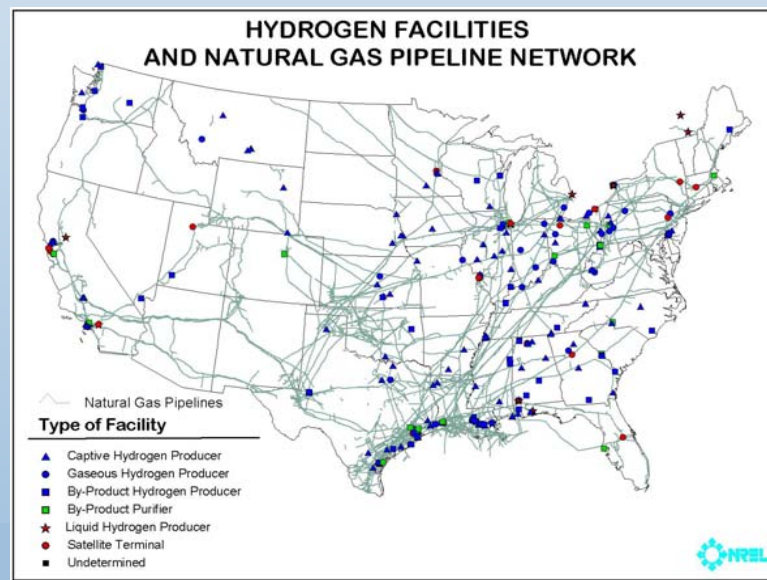 HYDROGEN FACILITIES
AND NATURAL GAS PIPELINE NETWORK
Natural Gas Pipelines
Type of Facility
Captive Hydrogen Producer
Gaseous Hydrogen Producer
By-Product Hydrogen Producer
By-Product Purifier
Liquid Hydrogen Producer
Satellite Terminal
Undetermined
NREL